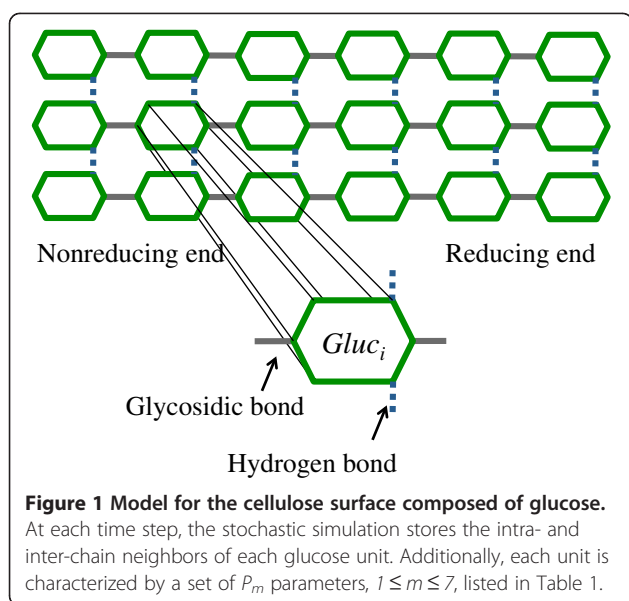 Nonreducing end
Reducing end
Gluc_i
Glycosidic bond
Hydrogen bond
Figure 1 Model for the cellulose surface composed of glucose.
At each time step, the stochastic simulation stores the intra- and
inter-chain neighbors of each glucose unit. Additionally, each unit is
characterized by a set of P_m parameters, 1 ≤ m ≤ 7, listed in Table 1.